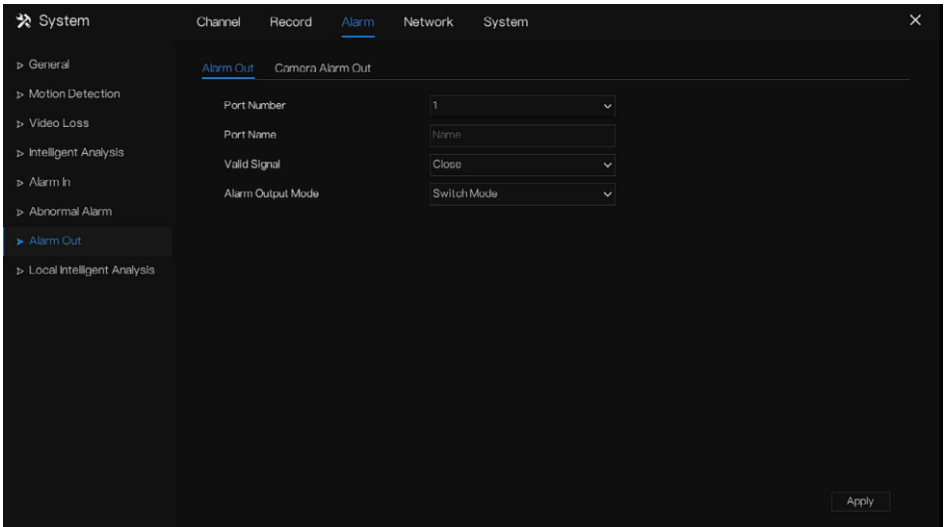 System
Channel Record Alarm Network System
General
Motion Detection
Video Loss
Intelligent Analysis
Alarm In
Abnormal Alarm
Alarm Out
Local Intelligent Analysis
Alarm Out Camera Alarm Out
Port Number 1
Port Name Name
Valid Signal Close
Alarm Output Mode Switch Mode
Apply